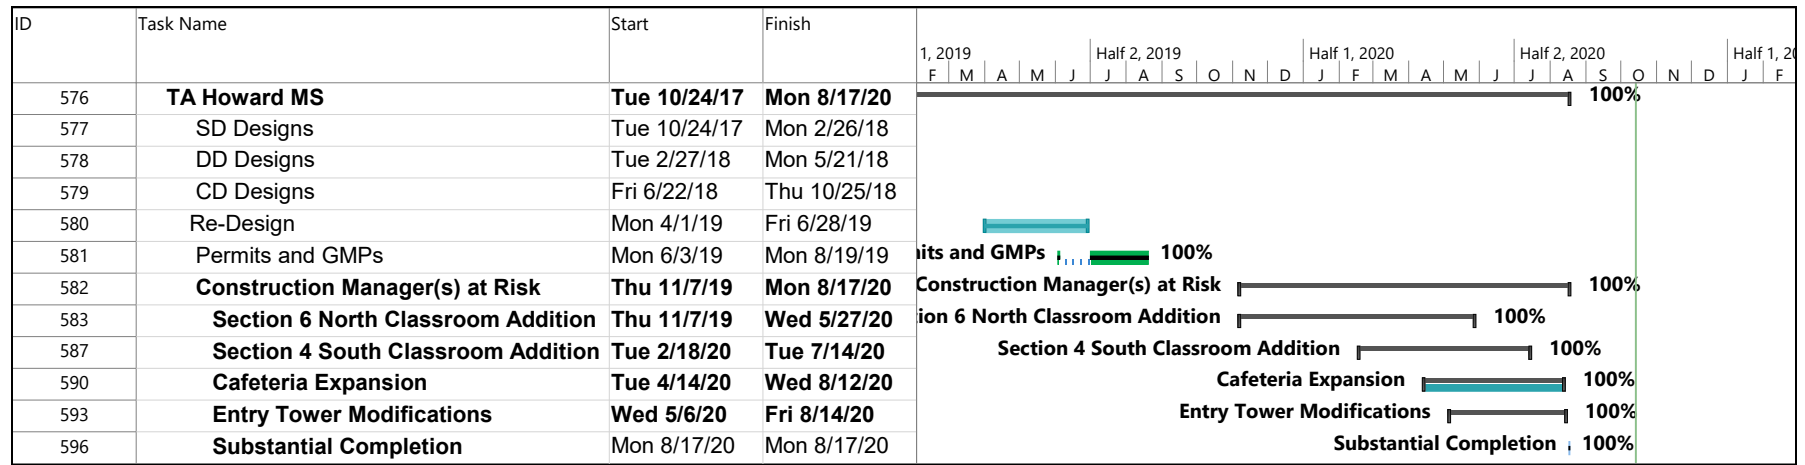 ID Task Name Start Finish
1, 2019 Half 2, 2019 Half 1, 2020 Half 2, 2020 Half 1, 20
F M A M J J A S O N D J F M A M J J A S O N D J F
576 TA Howard MS Tue 10/24/17 Mon 8/17/20 100%
577 SD Designs Tue 10/24/17 Mon 2/26/18
578 DD Designs Tue 2/27/18 Mon 5/21/18
579 CD Designs Fri 6/22/18 Thu 10/25/18
580 Re-Design Mon 4/1/19 Fri 6/28/19
581 Permits and GMPs Mon 6/3/19 Mon 8/19/19 its and GMPs 100%
582 Construction Manager(s) at Risk Thu 11/7/19 Mon 8/17/20 Construction Manager(s) at Risk 100%
583 Section 6 North Classroom Addition Thu 11/7/19 Wed 5/27/20 ion 6 North Classroom Addition 100%
587 Section 4 South Classroom Addition Tue 2/18/20 Tue 7/14/20 Section 4 South Classroom Addition 100%
590 Cafeteria Expansion Tue 4/14/20 Wed 8/12/20 Cafeteria Expansion 100%
593 Entry Tower Modifications Wed 5/6/20 Fri 8/14/20 Entry Tower Modifications 100%
596 Substantial Completion Mon 8/17/20 Mon 8/17/20 Substantial Completion 100%